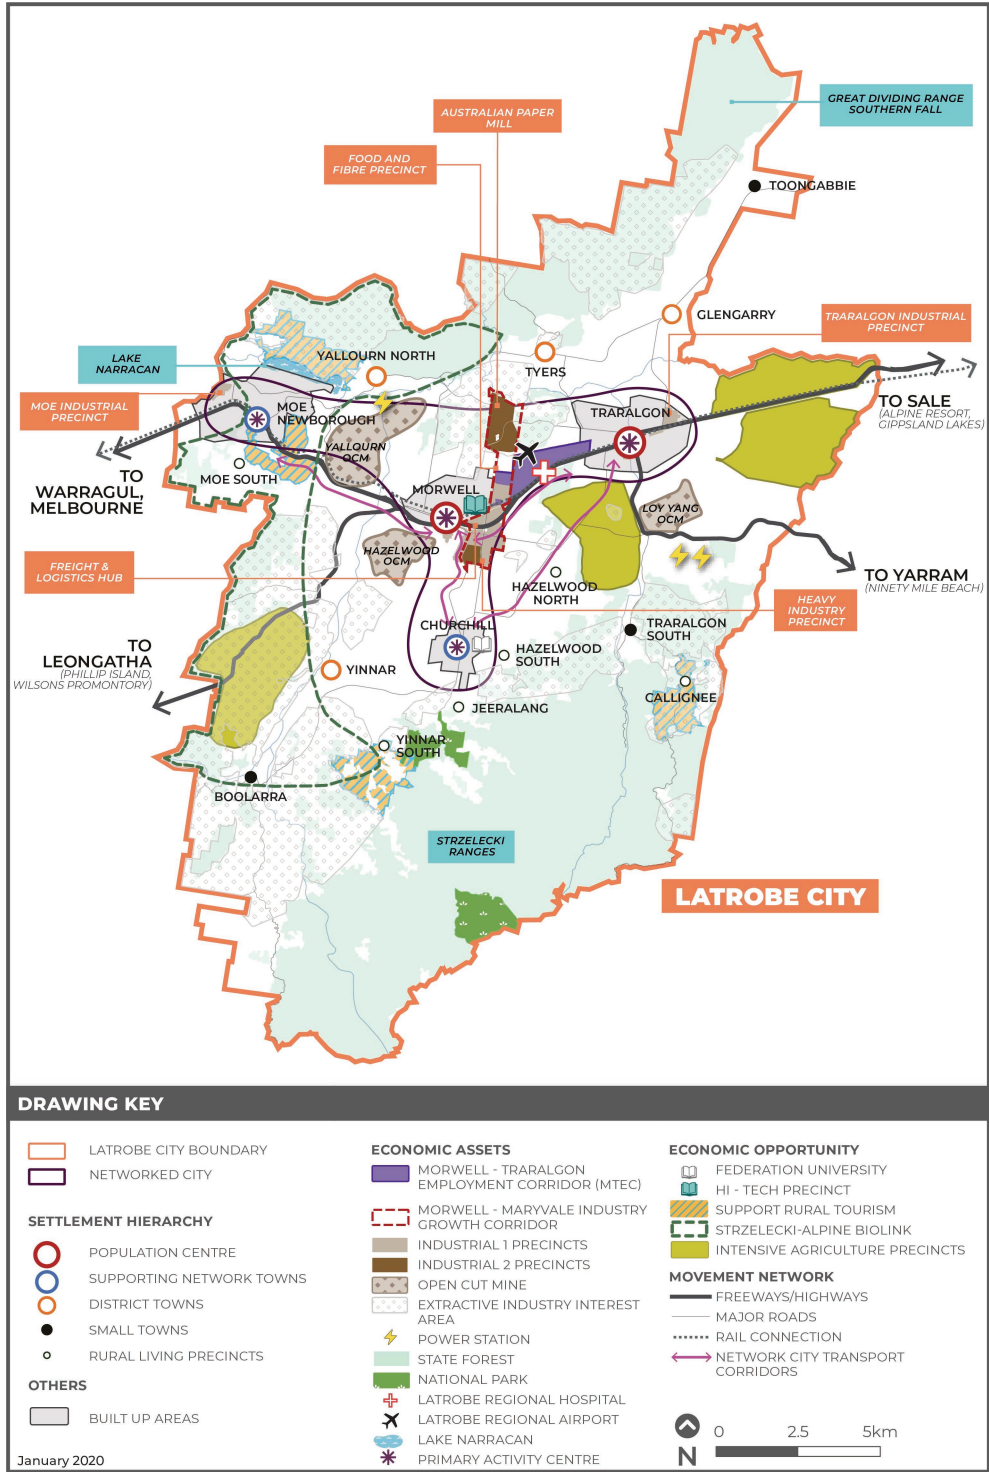 AUSTRALIAN PAPER
MILL
FOOD AND
FIBRE PRECINCT
GREAT DIVIDING RANGE
SOUTHERN FALL
TOONGABBIE
GLENGARRY
TRARALGON INDUSTRIAL
PRECINCT
LAKE
NARRACAN
YALLOURN NORTH
TYERS
MOE INDUSTRIAL
PRECINCT
MOE -
NEWBOROUGH
TRARALGON
TO SALE
(ALPINE RESORT,
GIPPSLAND LAKES)
YALLOURN
OCM
MOE SOUTH
TO
WARRAGUL,
MELBOURNE
MORWELL
LOY YANG
OCM
HAZELWOOD
OCM
FREIGHT &
LOGISTICS HUB
HAZELWOOD
NORTH
TO YARRAM
(NINETY MILE BEACH)
HEAVY
INDUSTRY
PRECINCT
CHURCHILL
TRARALGON
SOUTH
TO
LEONGATHA
(PHILLIP ISLAND,
WILSONS PROMONTORY)
YINNAR
HAZELWOOD
SOUTH
CALLIGNEE
JEERALANG
YINNAR
SOUTH
BOOLARRA
STRZELECKI
RANGES
LATROBE CITY
DRAWING KEY
LATROBE CITY BOUNDARY
NETWORKED CITY
SETTLEMENT HIERARCHY
POPULATION CENTRE
SUPPORTING NETWORK TOWNS
DISTRICT TOWNS
SMALL TOWNS
RURAL LIVING PRECINCTS
OTHERS
BUILT UP AREAS
January 2020
ECONOMIC ASSETS
MORWELL - TRARALGON
EMPLOYMENT CORRIDOR (MTEC)
MORWELL - MARYVALE INDUSTRY
GROWTH CORRIDOR
INDUSTRIAL 1 PRECINCTS
INDUSTRIAL 2 PRECINCTS
OPEN CUT MINE
EXTRACTIVE INDUSTRY INTEREST
AREA
POWER STATION
STATE FOREST
NATIONAL PARK
LATROBE REGIONAL HOSPITAL
LATROBE REGIONAL AIRPORT
LAKE NARRACAN
PRIMARY ACTIVITY CENTRE
ECONOMIC OPPORTUNITY
FEDERATION UNIVERSITY
HI - TECH PRECINCT
SUPPORT RURAL TOURISM
STRZELECKI-ALPINE BIOLINK
INTENSIVE AGRICULTURE PRECINCTS
MOVEMENT NETWORK
FREEWAYS/HIGHWAYS
MAJOR ROADS
RAIL CONNECTION
NETWORK CITY TRANSPORT
CORRIDORS
N
0 2.5 5km